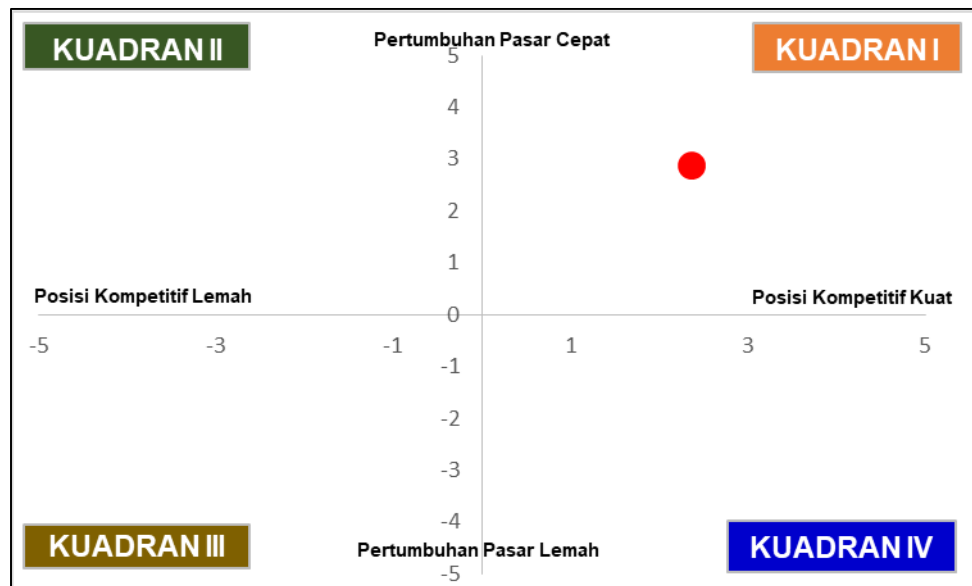 KUADRAN II
Pertumbuhan Pasar Cepat
KUADRAN I
5
4
3
2
1
Posisi Kompetitif Lemah
Posisi Kompetitif Kuat
0
-5 -3 -1 1 3 5
-1
-2
-3
-4
KUADRAN III
Pertumbuhan Pasar Lemah
KUADRAN IV
-5